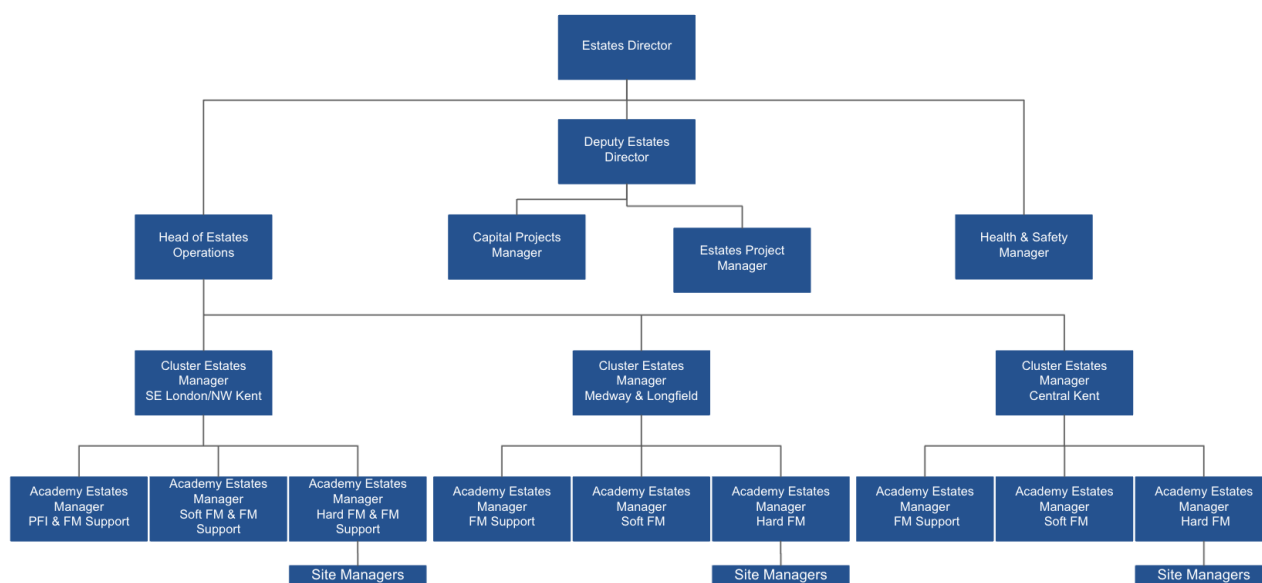 Estates Director
Deputy Estates
Director
Head of Estates
Operations
Capital Projects
Manager
Estates Project
Manager
Health & Safety
Manager
Cluster Estates
Manager
SE London/NW Kent
Cluster Estates
Manager
Medway & Longfield
Cluster Estates
Manager
Central Kent
Academy Estates
Manager
PFI & FM Support
Academy Estates
Manager
Soft FM & FM
Support
Academy Estates
Manager
Hard FM & FM
Support
Academy Estates
Manager
FM Support
Academy Estates
Manager
Soft FM
Academy Estates
Manager
Hard FM
Academy Estates
Manager
FM Support
Academy Estates
Manager
Soft FM
Academy Estates
Manager
Hard FM
Site Managers
Site Managers
Site Managers